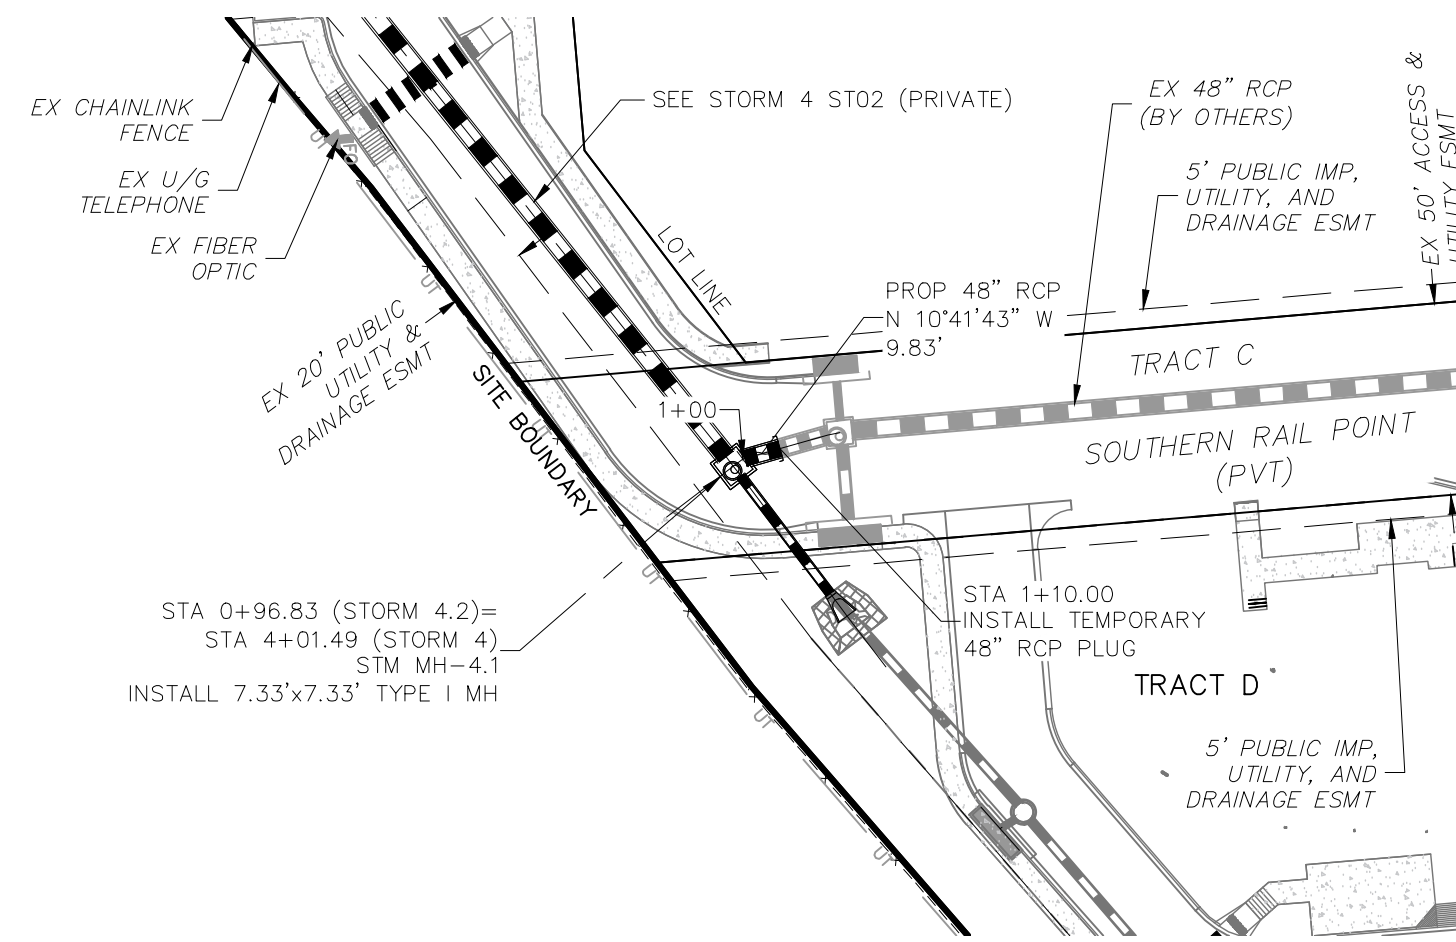 EX CHAINLINK
FENCE
EX U/G
TELEPHONE
EX FIBER
OPTIC
UT
FO
SEE STORM 4 ST02 (PRIVATE)
EX 48” RCP
(BY OTHERS)
5’ PUBLIC IMP,
UTILITY, AND
DRAINAGE ESMT
EX 50’ ACCESS &
UTILITY ESMT
LOT LINE
UT
EX 20’ PUBLIC
UTILITY &
DRAINAGE ESMT
SITE BOUNDARY
UT
PROP 48” RCP
N 10°41’43” W
9.83’
1+00
TRACT C
SOUTHERN RAIL POINT
(PVT)
UT
STA 0+96.83 (STORM 4.2)=
STA 4+01.49 (STORM 4)
STM MH-4.1
INSTALL 7.33’x7.33’ TYPE I MH
STA 1+10.00
INSTALL TEMPORARY
48” RCP PLUG
TRACT D
UT
5’ PUBLIC IMP,
UTILITY, AND
DRAINAGE ESMT
UT